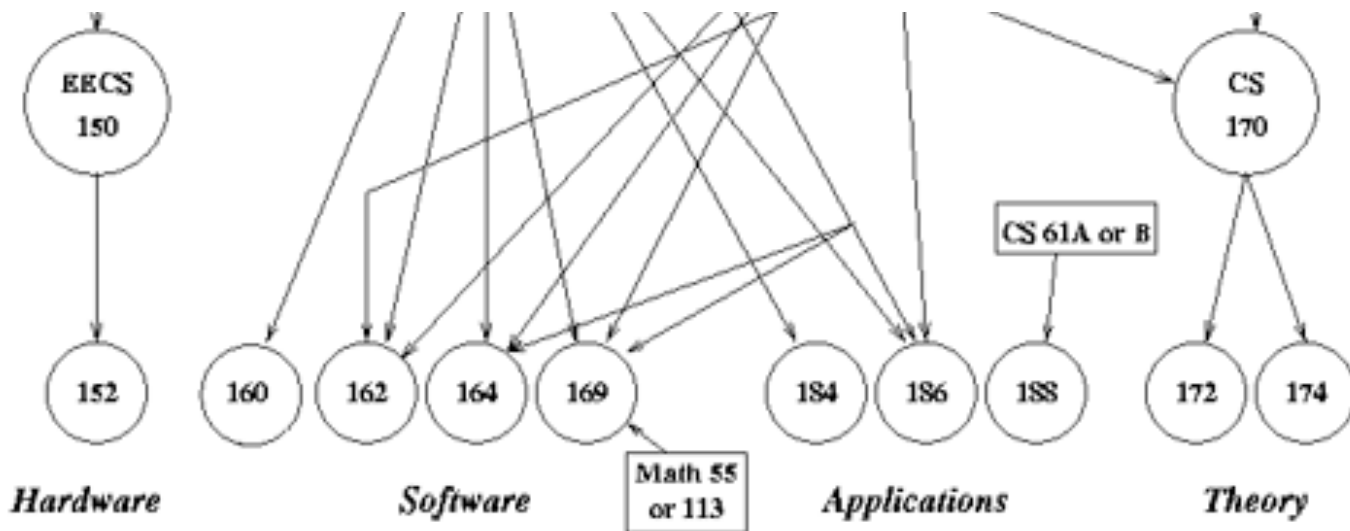 EECS
150
CS
170
CS 61A or B
152
160
162
164
169
184
186
188
172
174
Math 55
or 113
Hardware
Software
Applications
Theory